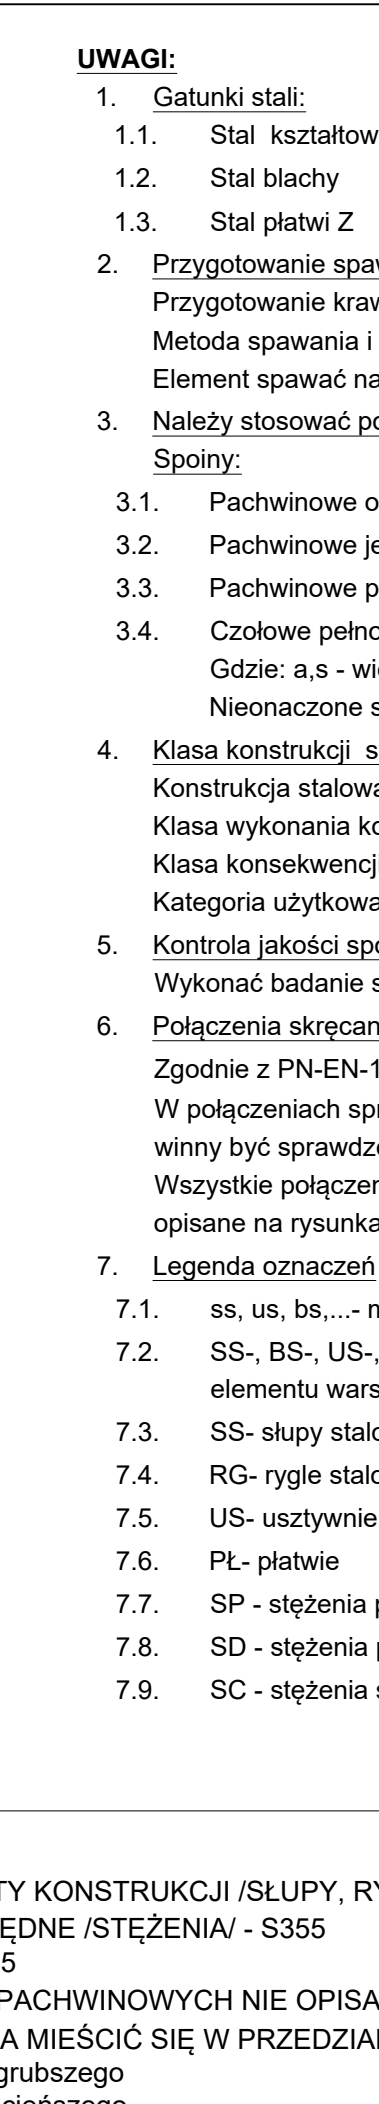 UWAGI:
1. Gatunki stali:
1.1. Stal kształtow
1.2. Stal blachy
1.3. Stal płatwi Z
2. Przygotowanie spaw
Przygotowanie kraw
Metoda spawania i
Element spawać na
3. Należy stosować po
Spoiny:
3.1. Pachwinowe o
3.2. Pachwinowe je
3.3. Pachwinowe p
3.4. Czołowe pełno
Gdzie: a,s - wie
Nieonaczone s
4. Klasa konstrukcji s
Konstrukcja stalowa
Klasa wykonania ko
Klasa konsekwencji
Kategoria użytkowa
5. Kontrola jakości spo
Wykonać badanie s
6. Połączenia skręcan
Zgodnie z PN-EN-1
W połączeniach spr
winny być sprawdze
Wszystkie połączen
opisane na rysunka
7. Legenda oznaczeń
7.1. ss, us, bs,...- m
7.2. SS-, BS-, US-,
elementu wars
7.3. SS- słupy stalo
7.4. RG- rygle stalo
7.5. US- usztywnie
7.6. PŁ- płatwie
7.7. SP - stężenia p
7.8. SD - stężenia p
7.9. SC - stężenia s
TY KONSTRUKCJI /SŁUPY, RY
ĘDNE /STĘŻENIA/ - S355
5
PACHWINOWYCH NIE OPISA
A MIEŚCIĆ SIĘ W PRZEDZIAL
grubszego
cieńszego